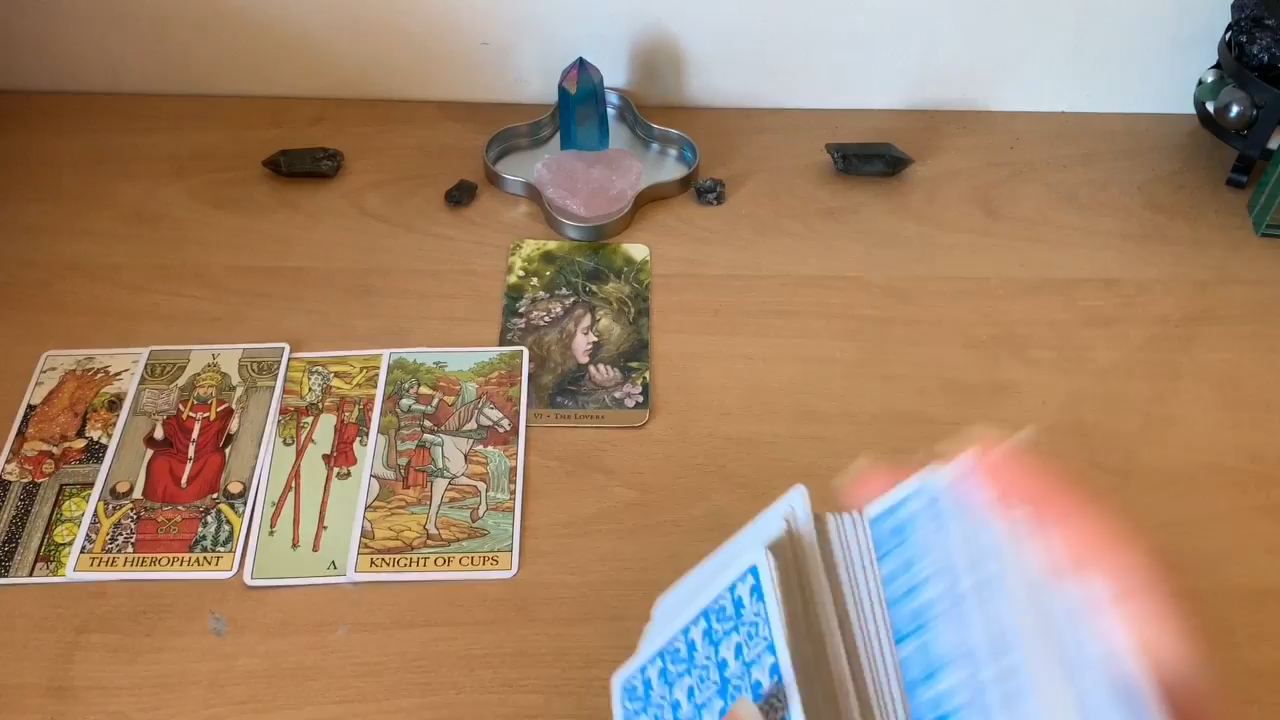 VI • THE LOVERS
V
THE HIEROPHANT
V
KNIGHT OF CUPS